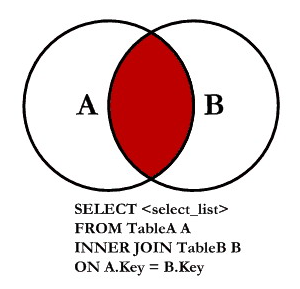 A B
SELECT <select_list>
FROM TableA A
INNER JOIN TableB B
ON A.Key = B.Key